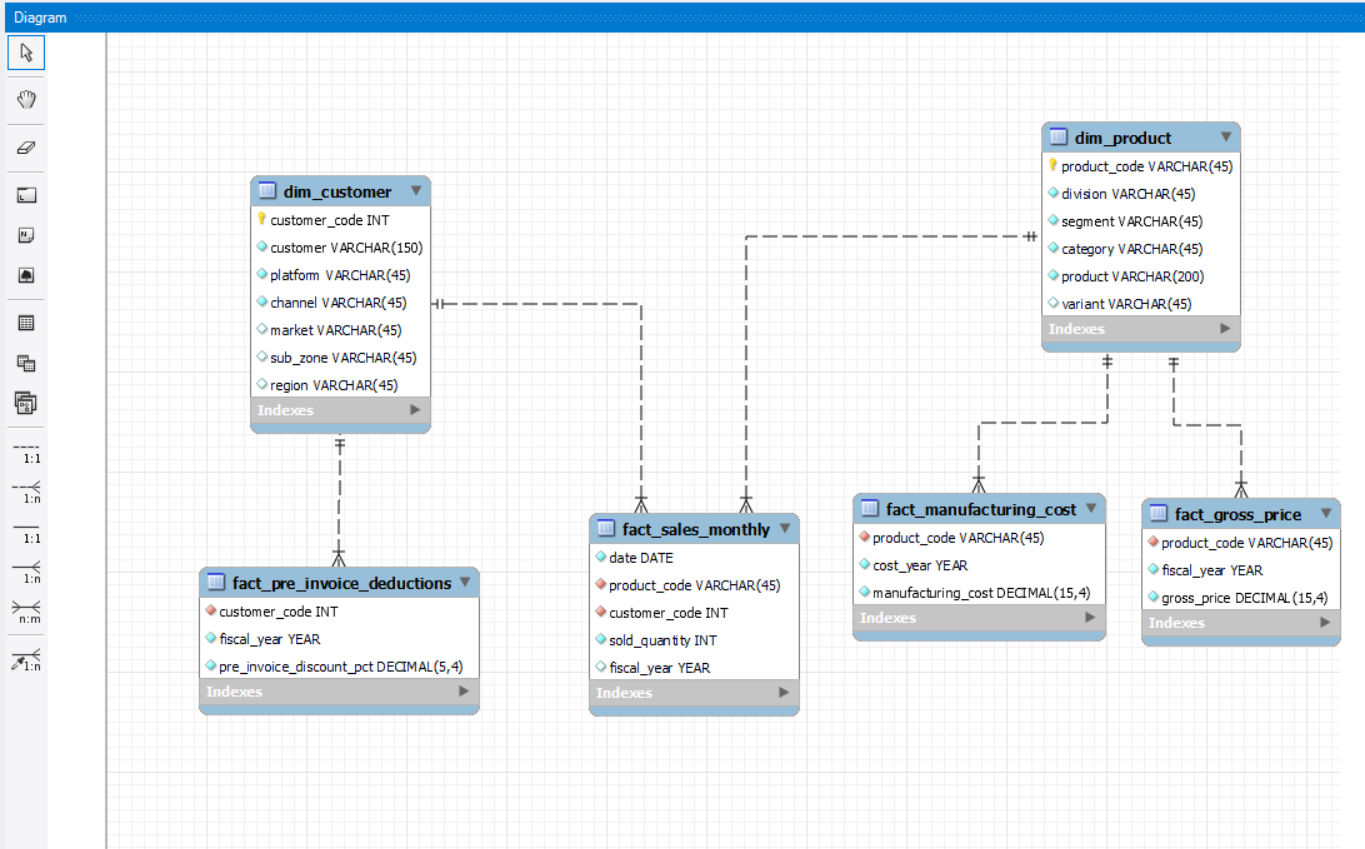 Diagram
N
1:1
1:n
1:1
1:n
n:m
1:n
dim_customer
customer_code INT
customer VARCHAR(150)
platform VARCHAR(45)
channel VARCHAR(45)
market VARCHAR(45)
sub_zone VARCHAR(45)
region VARCHAR(45)
Indexes
dim_product
product_code VARCHAR(45)
division VARCHAR(45)
segment VARCHAR(45)
category VARCHAR(45)
product VARCHAR(200)
variant VARCHAR(45)
Indexes
fact_pre_invoice_deductions
customer_code INT
fiscal_year YEAR
pre_invoice_discount_pct DECIMAL(5,4)
Indexes
fact_sales_monthly
date DATE
product_code VARCHAR(45)
customer_code INT
sold_quantity INT
fiscal_year YEAR
Indexes
fact_manufacturing_cost
product_code VARCHAR(45)
cost_year YEAR
manufacturing_cost DECIMAL(15,4)
Indexes
fact_gross_price
product_code VARCHAR(45)
fiscal_year YEAR
gross_price DECIMAL(15,4)
Indexes